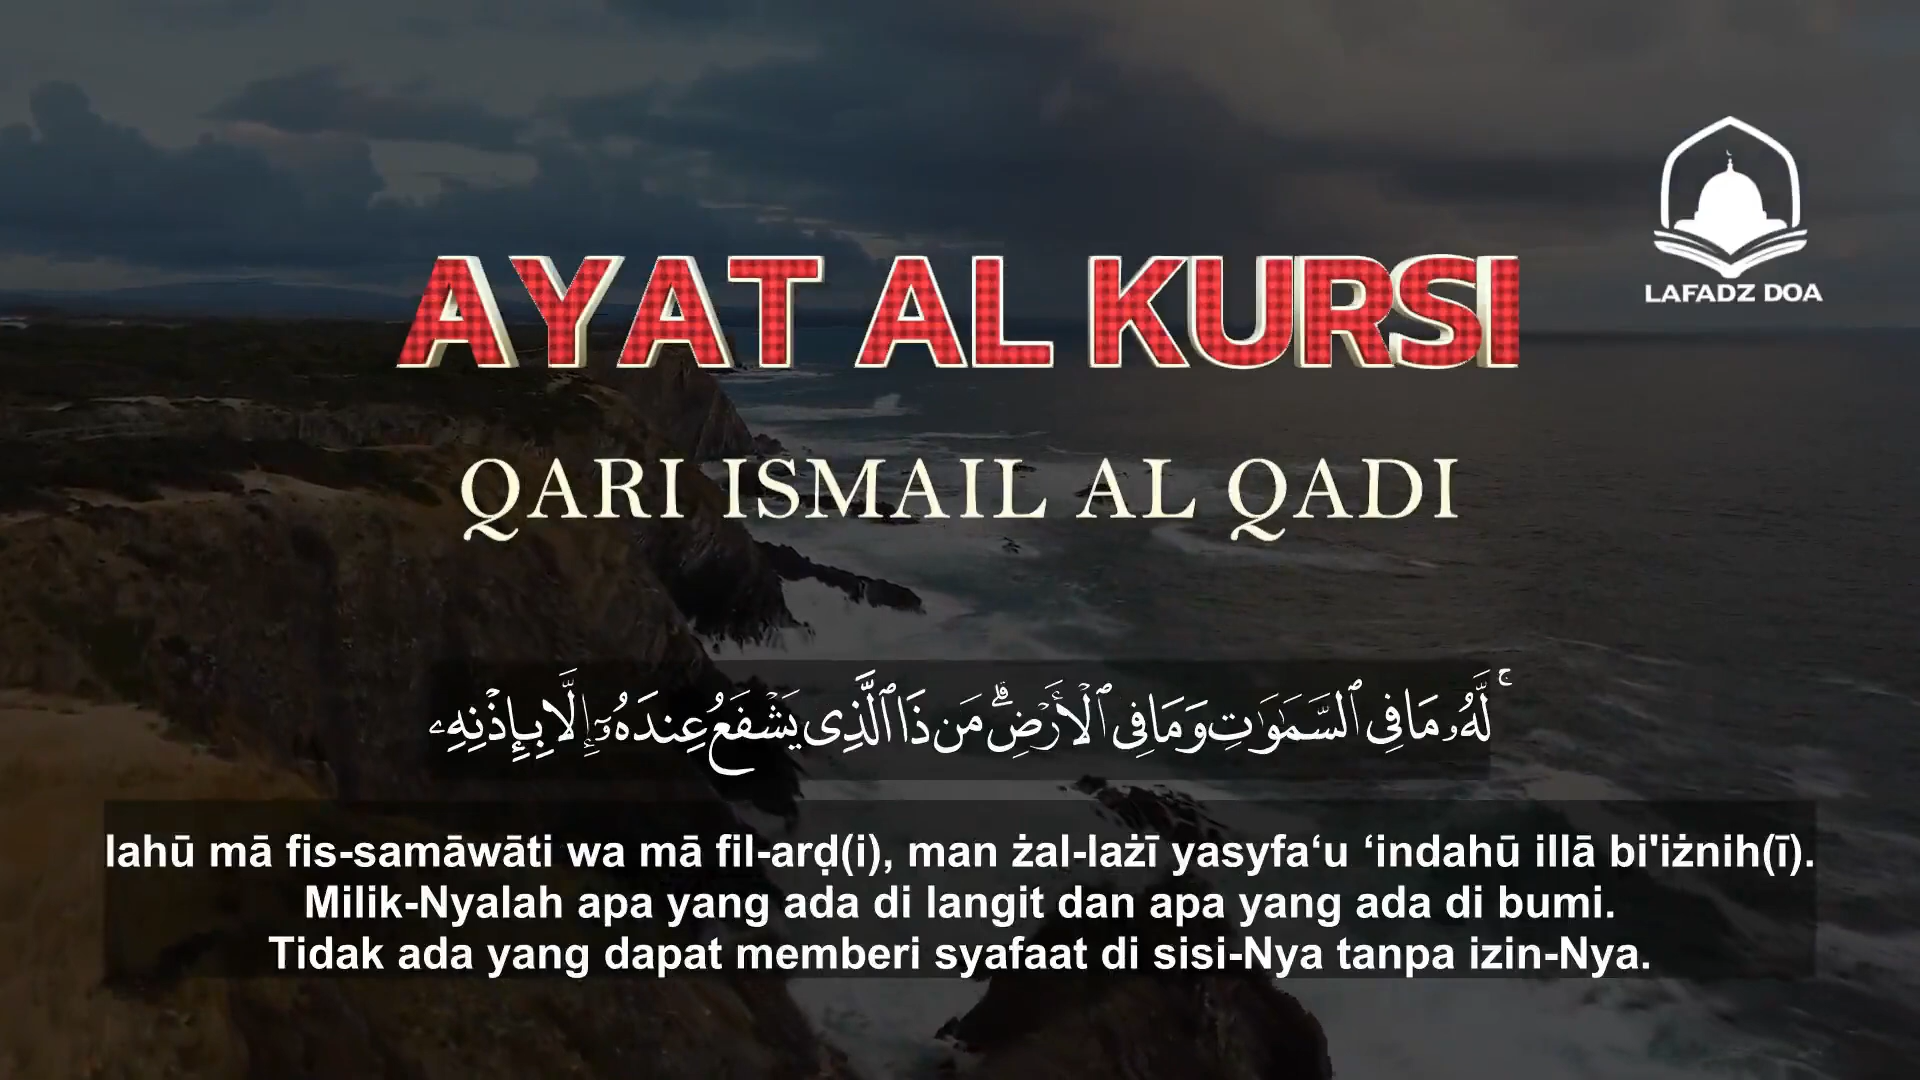 LAFADZ DOA
AYAT AL KURSI
QARI ISMAIL AL QADI
ۚ لَّهُۥ مَا فِى ٱلسَّمَـٰوَٰتِ وَمَا فِى ٱلْأَرْضِ ۗ مَن ذَا ٱلَّذِى يَشْفَعُ عِندَهُۥٓ إِلَّا بِإِذْنِهِۦ
lahū mā fis-samāwāti wa mā fil-arḍ(i), man żal-lażī yasyfa‘u ‘indahū illā bi'iżnih(ī).
Milik-Nyalah apa yang ada di langit dan apa yang ada di bumi.
Tidak ada yang dapat memberi syafaat di sisi-Nya tanpa izin-Nya.